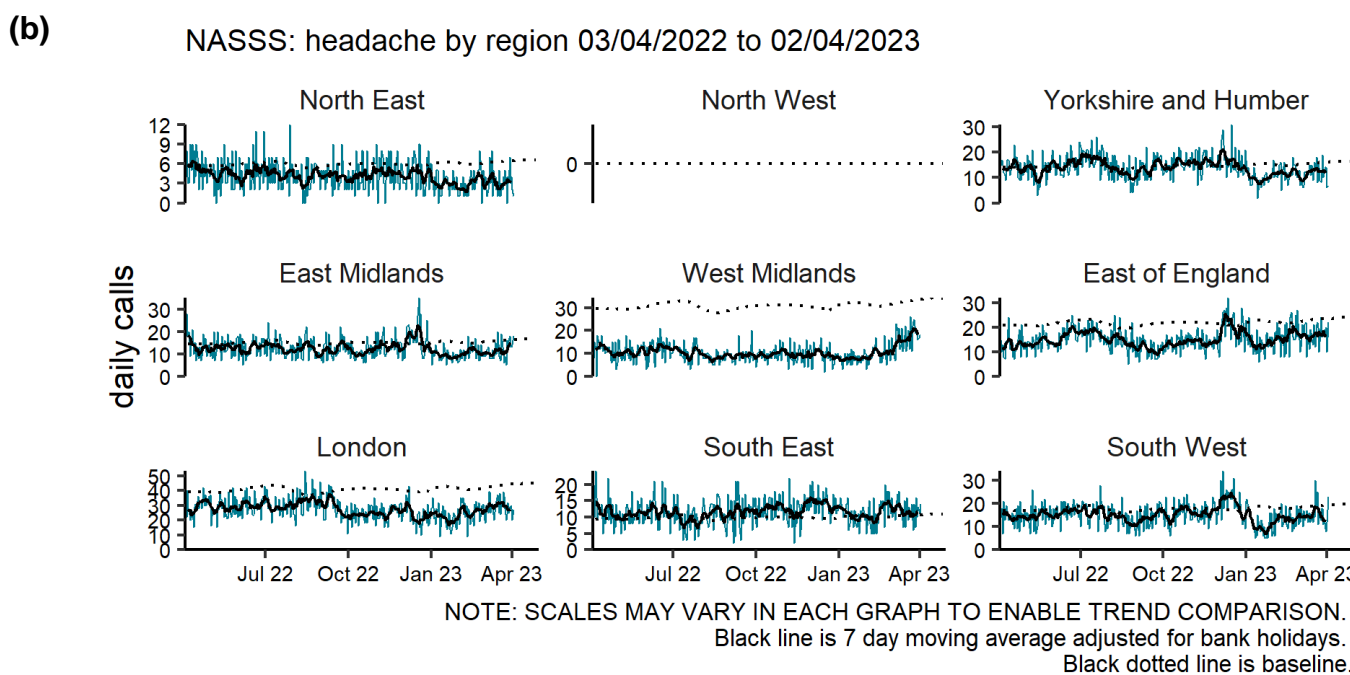 (b)
NASSS: headache by region 03/04/2022 to 02/04/2023
North East
12
9
6
3
0
North West
0
Yorkshire and Humber
30
20
10
0
daily calls
East Midlands
30
20
10
0
West Midlands
30
20
10
0
East of England
30
20
10
0
London
50
40
30
20
10
0
Jul 22 Oct 22 Jan 23 Apr 23
South East
20
15
10
5
0
Jul 22 Oct 22 Jan 23 Apr 23
South West
30
20
10
0
Jul 22 Oct 22 Jan 23 Apr 23
NOTE: SCALES MAY VARY IN EACH GRAPH TO ENABLE TREND COMPARISON.
Black line is 7 day moving average adjusted for bank holidays.
Black dotted line is baseline.